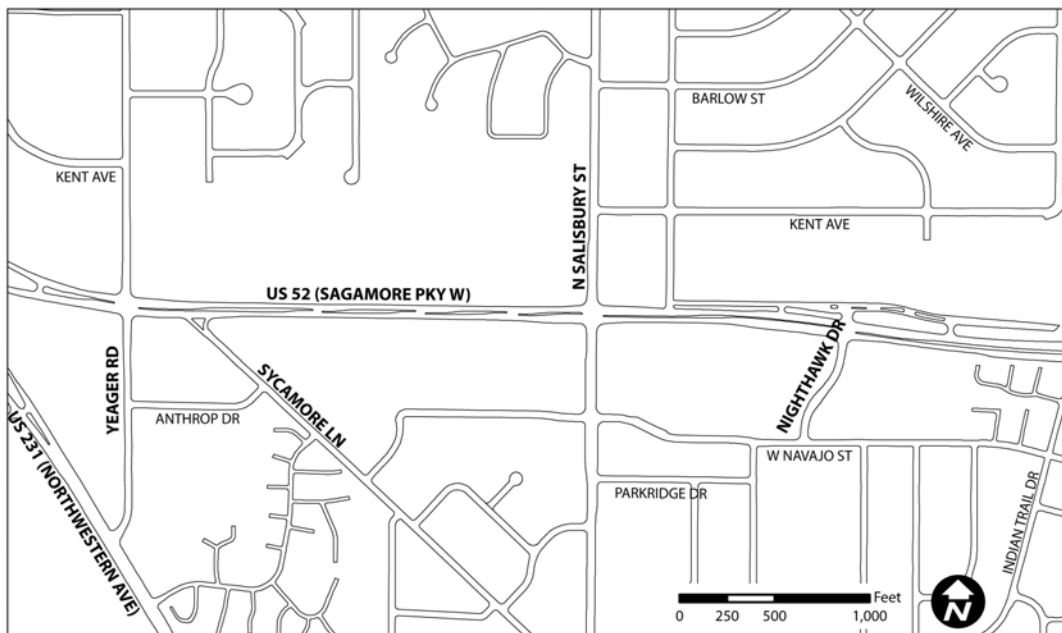 BARLOW ST
WILSHIRE AVE
KENT AVE
N SALISBURY ST
KENT AVE
US 52 (SAGAMORE PKY W)
YEAGER RD
NIGHTHAWK DR
SYCAMORE LN
ANTHROP DR
US 231 (NORTHWESTERN AVE)
W NAVAJO ST
PARKRIDGE DR
INDIAN TRAIL DR
Feet
0 250 500 1,000
N